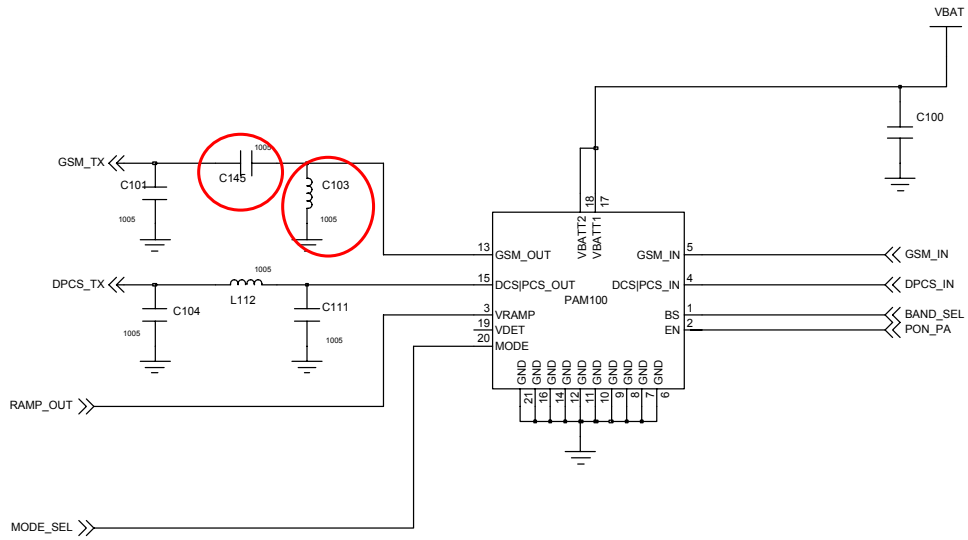 VBAT
C100
1005
GSM_TX
C145
C101
C103
1005
1005
VBATT2
VBATT1
18
17
13
GSM_OUT
GSM_IN
5
GSM_IN
1005
DPCS_TX
15
DCS|PCS_OUT
DCS|PCS_IN
4
DPCS_IN
PAM100
L112
C104
C111
3
VRAMP
BS
1
BAND_SEL
19
VDET
EN
2
PON_PA
1005
1005
20
MODE
GND GND GND GND GND GND GND GND GND GND
21 16 14 12 11 10 9 8 7 6
RAMP_OUT
MODE_SEL